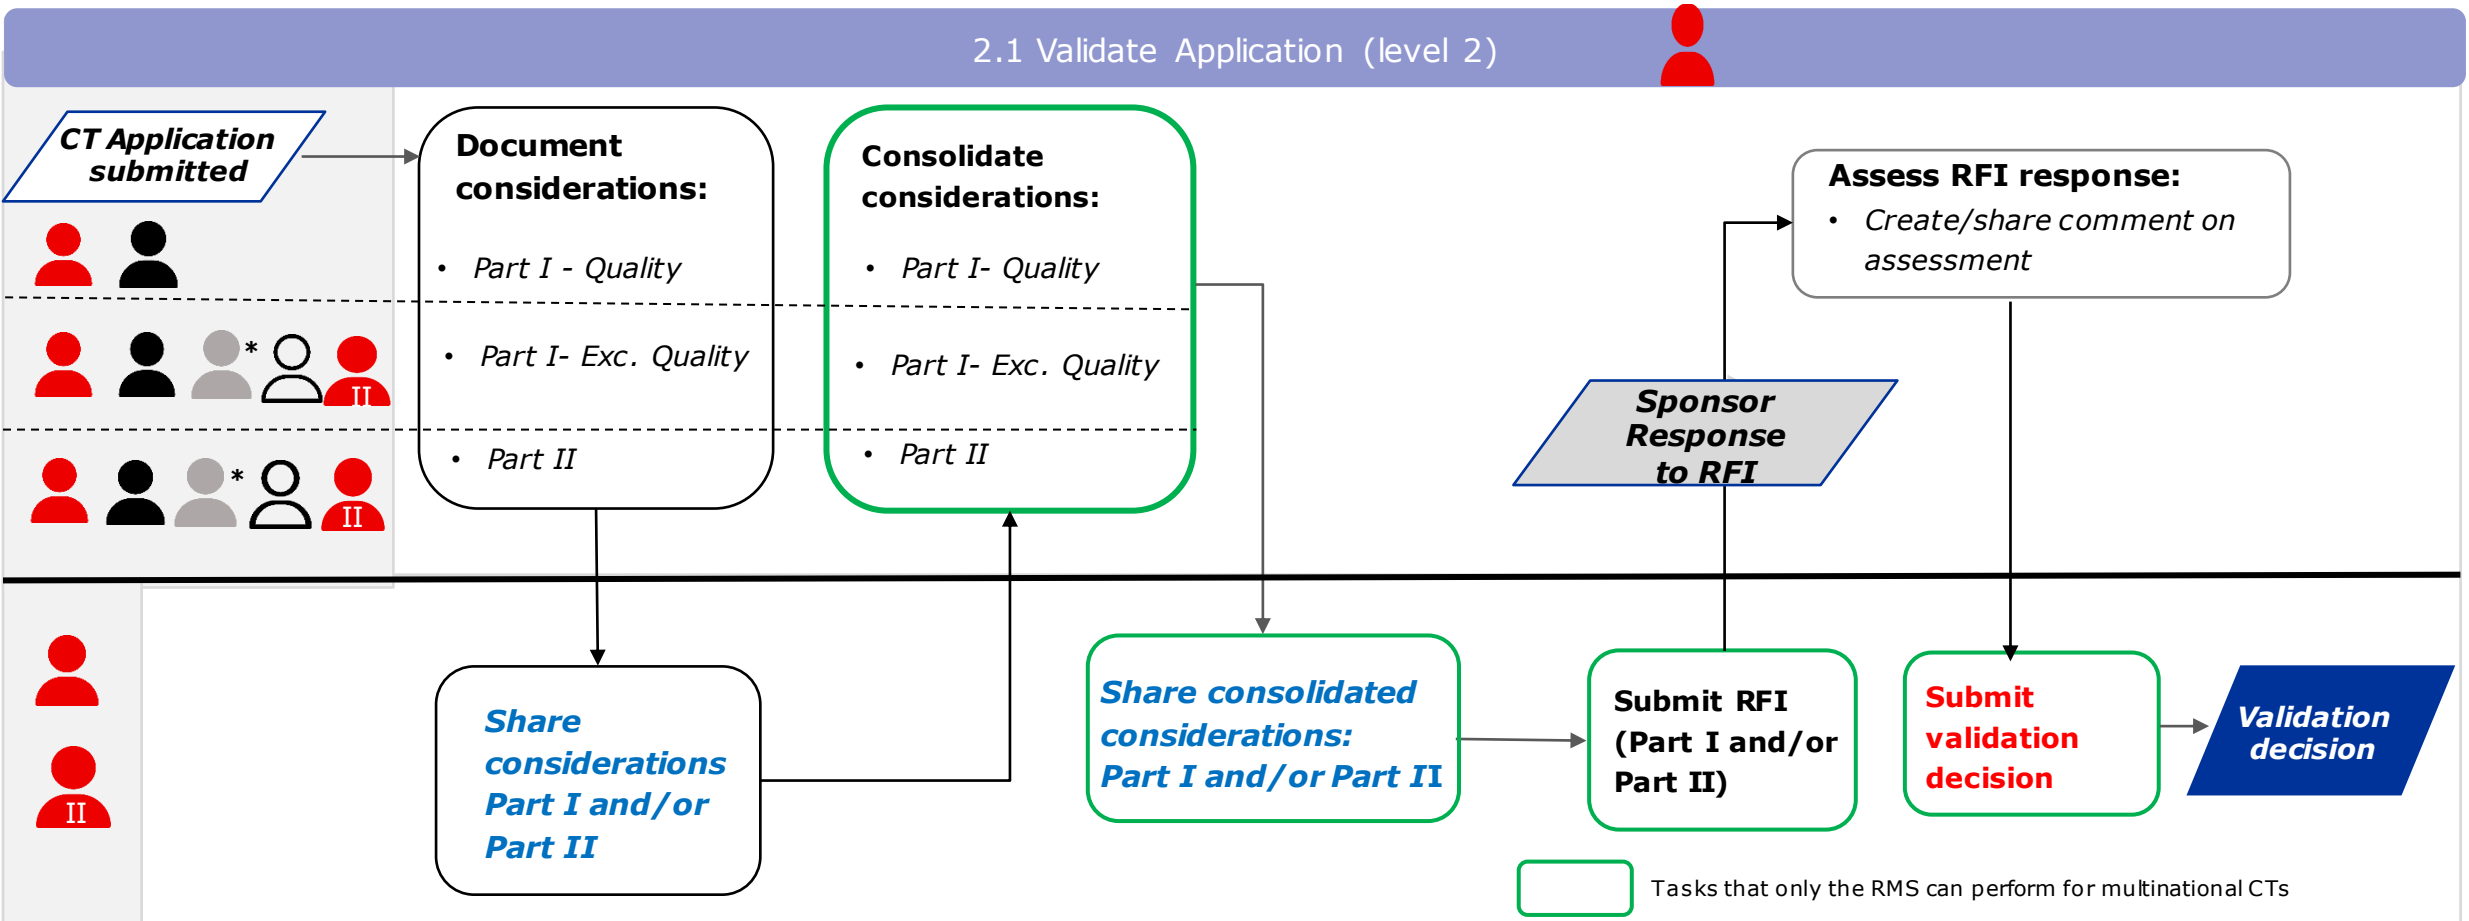 2.1 Validate Application (level 2)
CT Application
submitted
Document
considerations:
• Part I - Quality
• Part I- Exc. Quality
• Part II
Consolidate
considerations:
• Part I- Quality
• Part I- Exc. Quality
• Part II
Assess RFI response:
• Create/share comment on
assessment
*
II
*
II
Sponsor
Response
to RFI
II
Share
considerations
Part I and/or
Part II
Share consolidated
considerations:
Part I and/or Part II
Submit RFI
(Part I and/or
Part II)
Submit
validation
decision
Validation
decision
Tasks that only the RMS can perform for multinational CTs